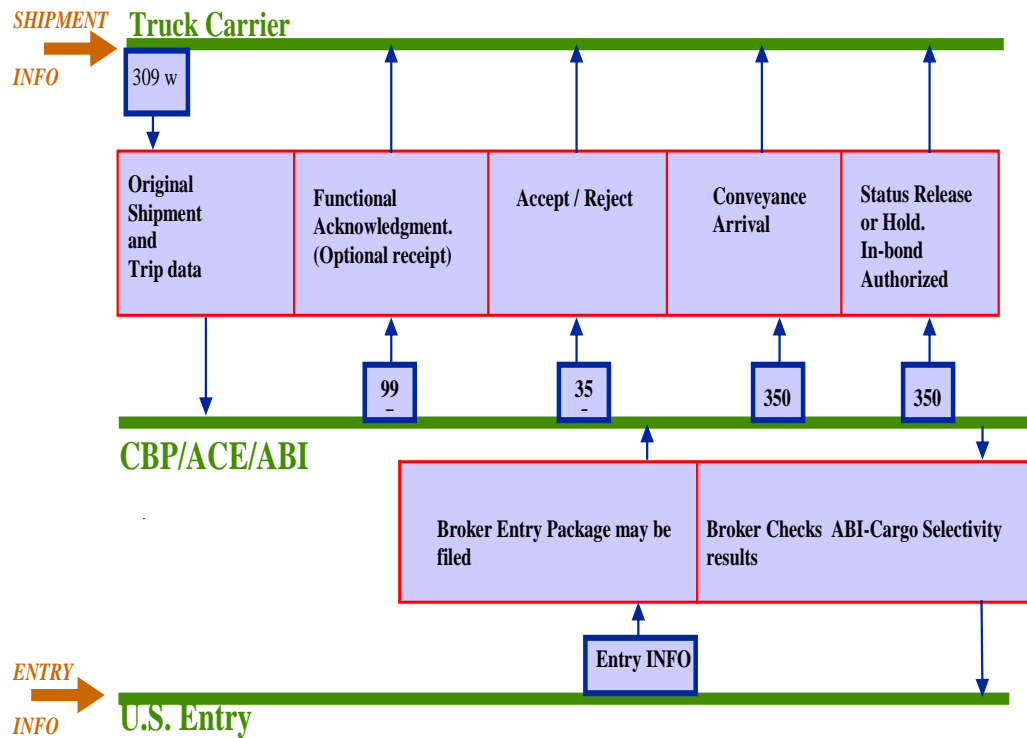 SHIPMENT
INFO
Truck Carrier
309 w
Original
Shipment
and
Trip data
Functional
Acknowledgment.
(Optional receipt)
Accept / Reject
Conveyance
Arrival
Status Release
or Hold.
In-bond
Authorized
99
35
350
350
CBP/ACE/ABI
Broker Entry Package may be
filed
Broker Checks ABI-Cargo Selectivity
results
Entry INFO
ENTRY
INFO
U.S. Entry